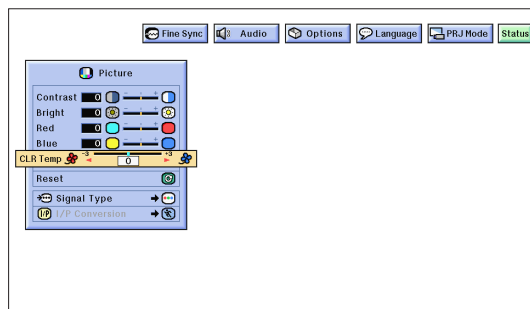 Fine Sync Audio Options Language PRJ Mode Status
Picture
Contrast 0 - +
Bright 0 - +
Red 0 - +
Blue 0 - +
CLR Temp -3 0 +3
Reset
Signal Type
I/P I/P Conversion